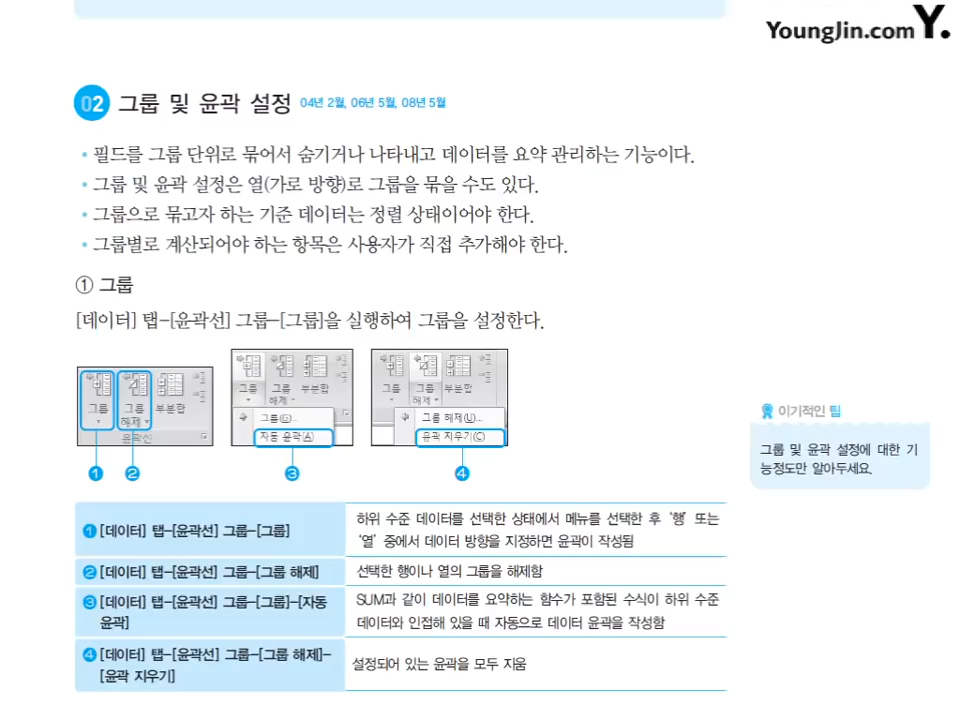 YoungJin.com Y.
02 그룹 및 윤곽 설정 04년 2월, 06년 5월, 08년 5월
• 필드를 그룹 단위로 묶어서 숨기거나 나타내고 데이터를 요약 관리하는 기능이다.
• 그룹 및 윤곽 설정은 열(가로 방향)로 그룹을 묶을 수도 있다.
• 그룹으로 묶고자 하는 기준 데이터는 정렬 상태이어야 한다.
• 그룹별로 계산되어야 하는 항목은 사용자가 직접 추가해야 한다.
① 그룹
[데이터] 탭-[윤곽선] 그룹-[그룹]을 실행하여 그룹을 설정한다.
그룹 그룹 해제 부분합
윤곽선
그룹 그룹 해제 부분합
그룹(G)...
자동 윤곽(A)
그룹 그룹 해제 부분합
그룹 해제(U)...
윤곽 지우기(C)
❶ ❷ ❸ ❹
이기적인 팁
그룹 및 윤곽 설정에 대한 기
능정도만 알아두세요.
❶ [데이터] 탭-[윤곽선] 그룹-[그룹]
하위 수준 데이터를 선택한 상태에서 메뉴를 선택한 후 ‘행’ 또는
‘열’ 중에서 데이터 방향을 지정하면 윤곽이 작성됨
❷ [데이터] 탭-[윤곽선] 그룹-[그룹 해제]
선택한 행이나 열의 그룹을 해제함
❸ [데이터] 탭-[윤곽선] 그룹-[그룹]-[자동
윤곽]
SUM과 같이 데이터를 요약하는 함수가 포함된 수식이 하위 수준
데이터와 인접해 있을 때 자동으로 데이터 윤곽을 작성함
❹ [데이터] 탭-[윤곽선] 그룹-[그룹 해제]-
[윤곽 지우기]
설정되어 있는 윤곽을 모두 지움